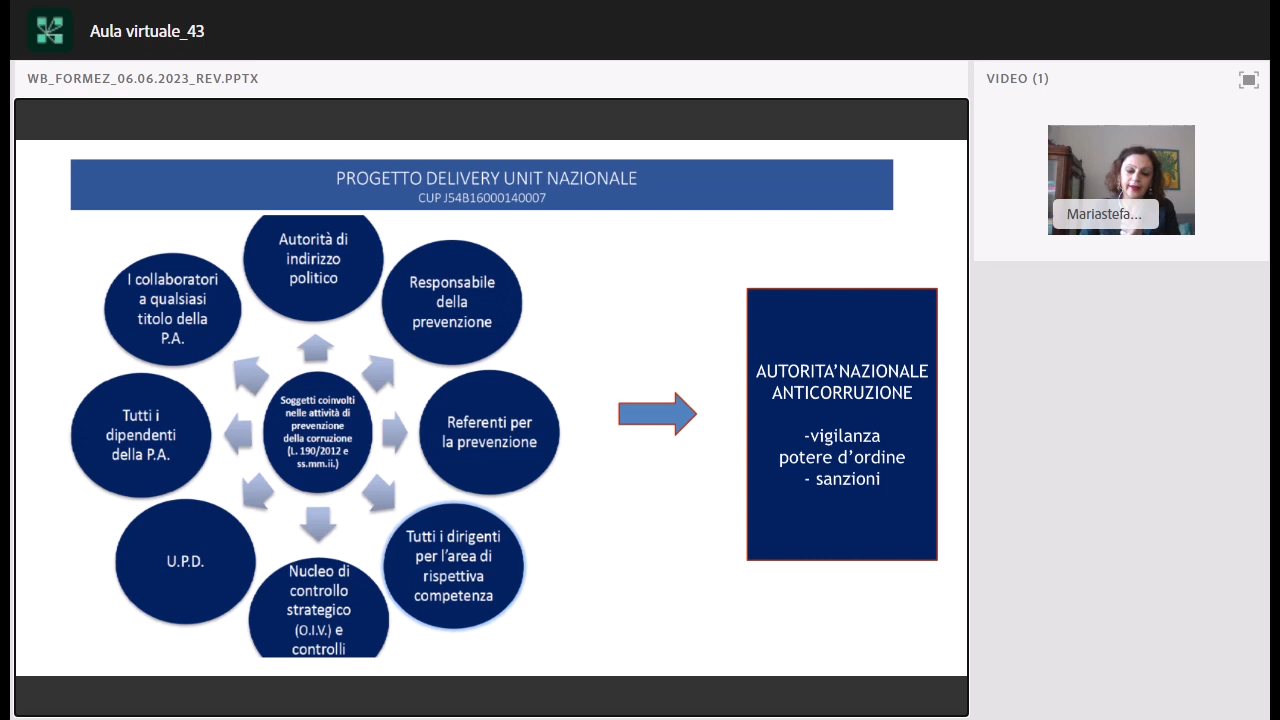 Aula virtuale_43
WB_FORMEZ_06.06.2023_REV.PPTX
VIDEO (1)
Mariastefa...
PROGETTO DELIVERY UNIT NAZIONALE
CUP J54B16000140007
Autorità di
indirizzo
politico
Responsabile
della
prevenzione
Referenti per
la prevenzione
Tutti i dirigenti
per l'area di
rispettiva
competenza
Nucleo di
controllo
strategico
(O.I.V.) e
controlli
U.P.D.
Tutti i
dipendenti
della P.A.
I collaboratori
a qualsiasi
titolo della
P.A.
Soggetti coinvolti
nelle attività di
prevenzione
della corruzione
(L. 190/2012 e
ss.mm.ii.)
AUTORITA'NAZIONALE
ANTICORRUZIONE
-vigilanza
potere d'ordine
- sanzioni